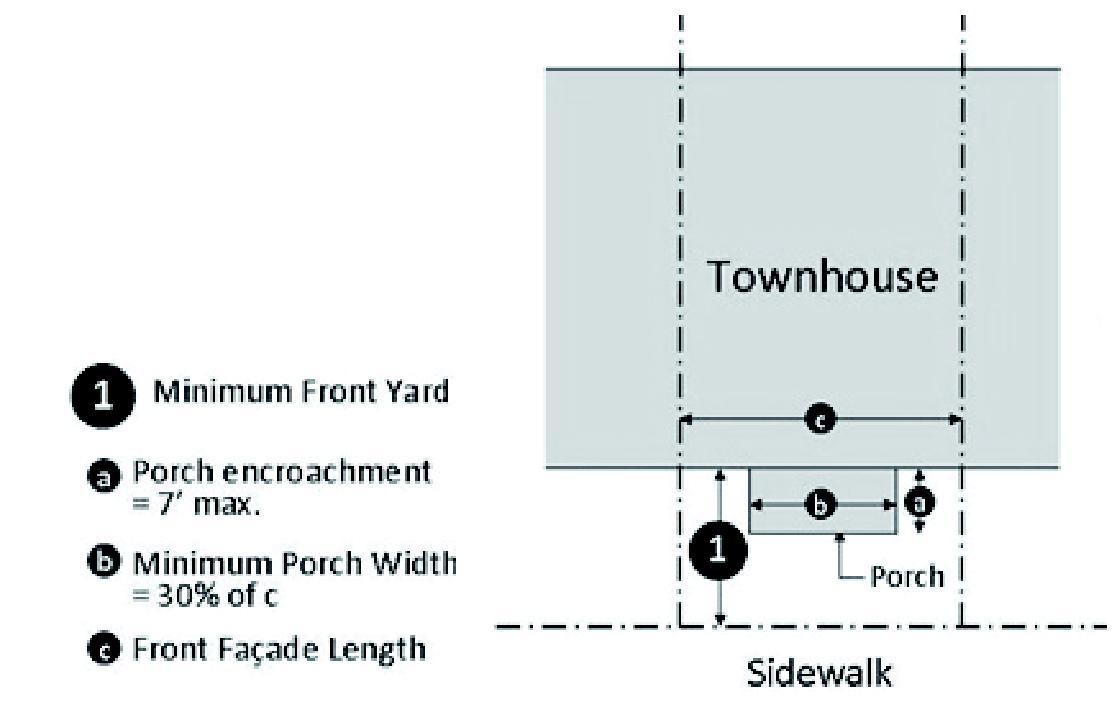 1 Minimum Front Yard
a Porch encroachment
= 7' max.
b Minimum Porch Width
= 30% of c
c Front Façade Length
Townhouse
c
b
a
1
Porch
Sidewalk